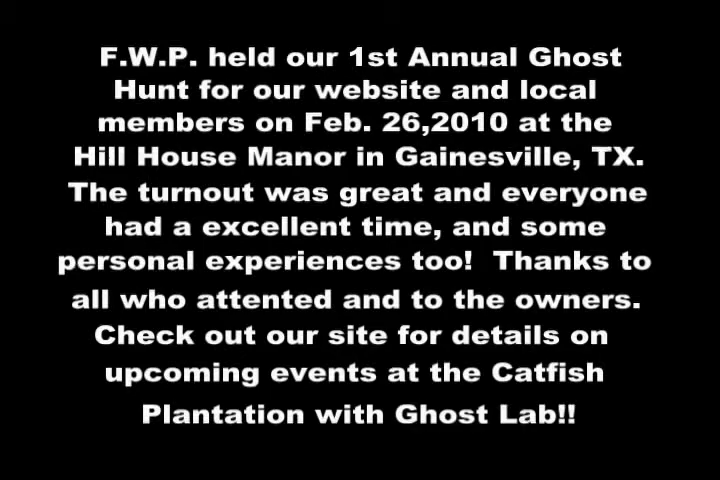 F.W.P. held our 1st Annual Ghost
Hunt for our website and local
members on Feb. 26,2010 at the
Hill House Manor in Gainesville, TX.
The turnout was great and everyone
had a excellent time, and some
personal experiences too!  Thanks to
all who attented and to the owners.
Check out our site for details on
upcoming events at the Catfish
Plantation with Ghost Lab!!